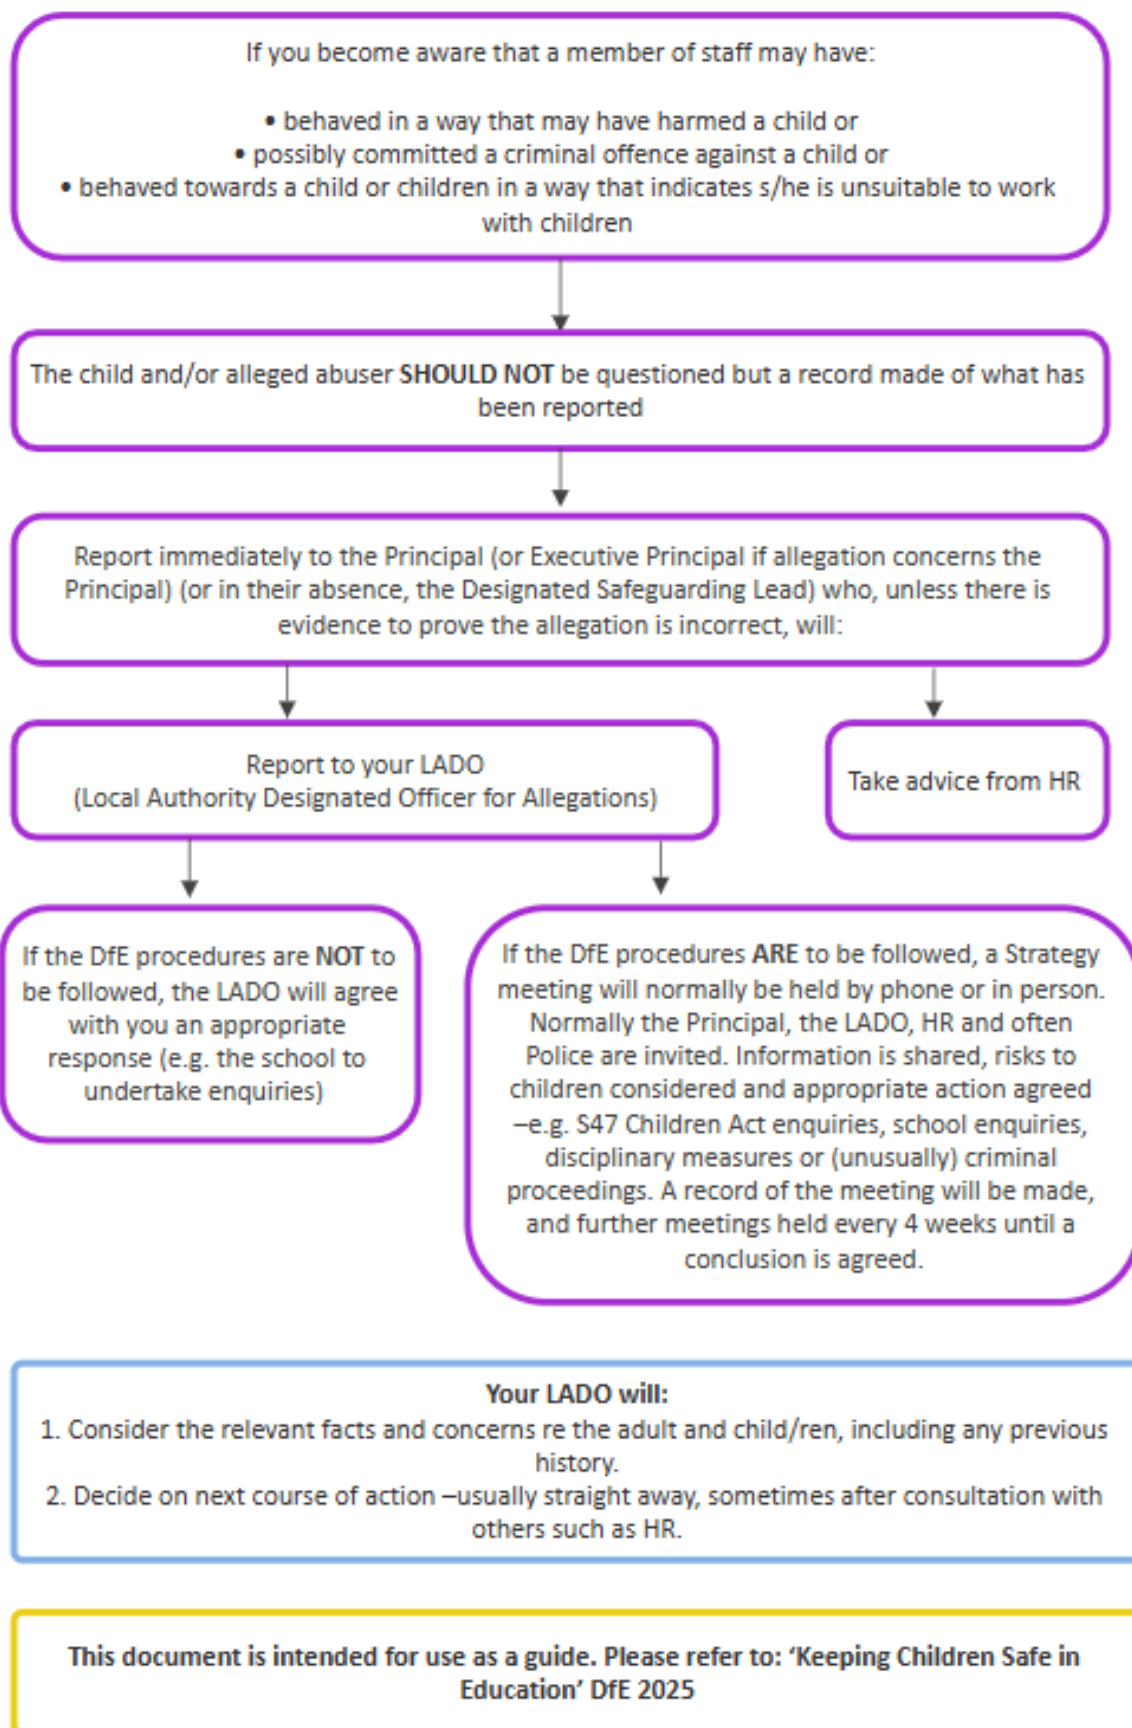 If you become aware that a member of staff may have:
• behaved in a way that may have harmed a child or
• possibly committed a criminal offence against a child or
• behaved towards a child or children in a way that indicates s/he is unsuitable to work
with children
The child and/or alleged abuser SHOULD NOT be questioned but a record made of what has
been reported
Report immediately to the Principal (or Executive Principal if allegation concerns the
Principal) (or in their absence, the Designated Safeguarding Lead) who, unless there is
evidence to prove the allegation is incorrect, will:
Report to your LADO
(Local Authority Designated Officer for Allegations)
Take advice from HR
If the DfE procedures are NOT to
be followed, the LADO will agree
with you an appropriate
response (e.g. the school to
undertake enquiries)
If the DfE procedures ARE to be followed, a Strategy
meeting will normally be held by phone or in person.
Normally the Principal, the LADO, HR and often
Police are invited. Information is shared, risks to
children considered and appropriate action agreed
–e.g. S47 Children Act enquiries, school enquiries,
disciplinary measures or (unusually) criminal
proceedings. A record of the meeting will be made,
and further meetings held every 4 weeks until a
conclusion is agreed.
Your LADO will:
1. Consider the relevant facts and concerns re the adult and child/ren, including any previous
history.
2. Decide on next course of action –usually straight away, sometimes after consultation with
others such as HR.
This document is intended for use as a guide. Please refer to: ‘Keeping Children Safe in
Education’ DfE 2025